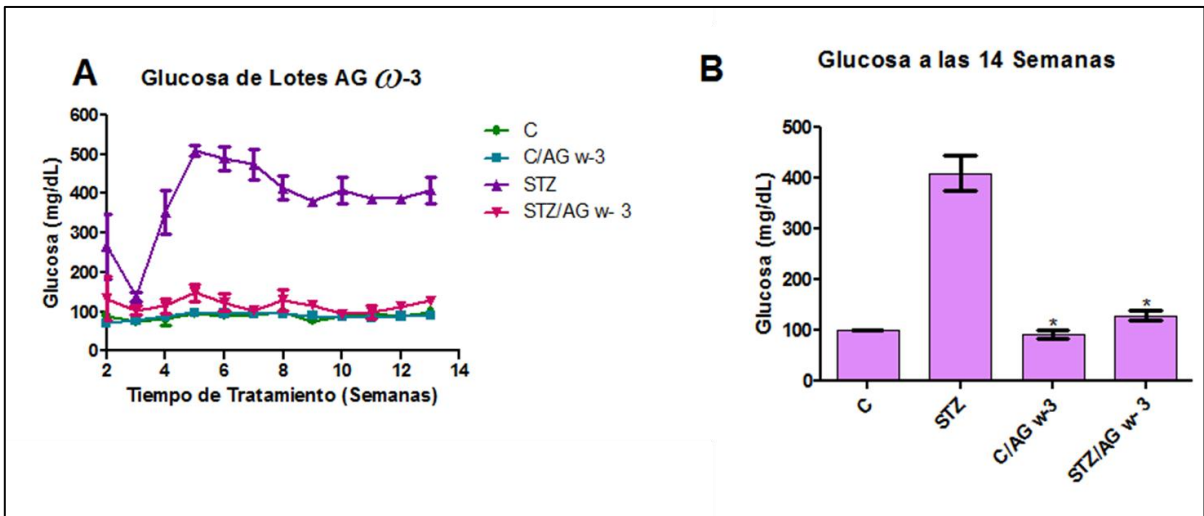 A
Glucosa de Lotes AG ω-3
Glucosa (mg/dL)
600
500
400
300
200
100
0
2
4
6
8
10
12
14
Tiempo de Tratamiento (Semanas)
C
C/AG w-3
STZ
STZ/AG w- 3
B
Glucosa a las 14 Semanas
Glucosa (mg/dL)
500
400
300
200
100
0
*
*
C
STZ
C/AG w-3
STZ/AG w- 3